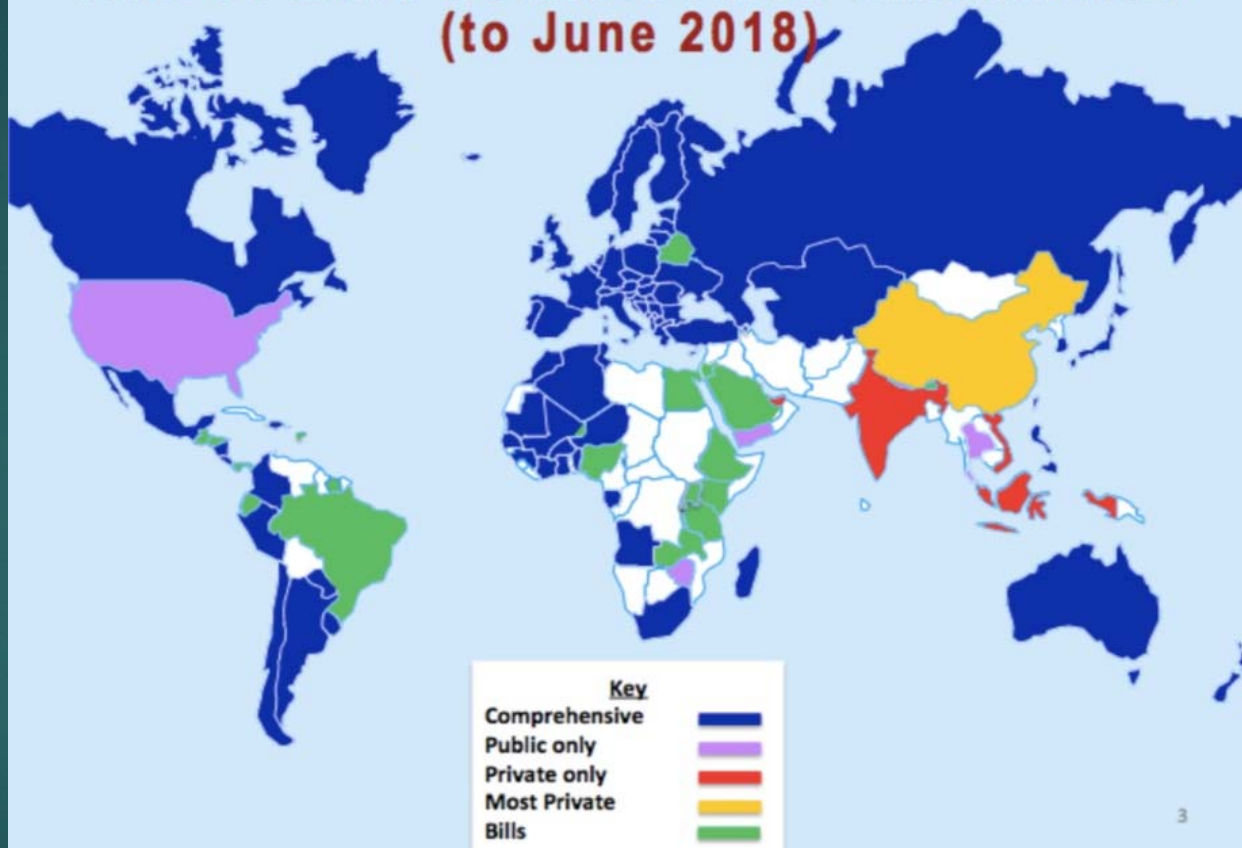 (to June 2018)
Key
Comprehensive
Public only
Private only
Most Private
Bills
3